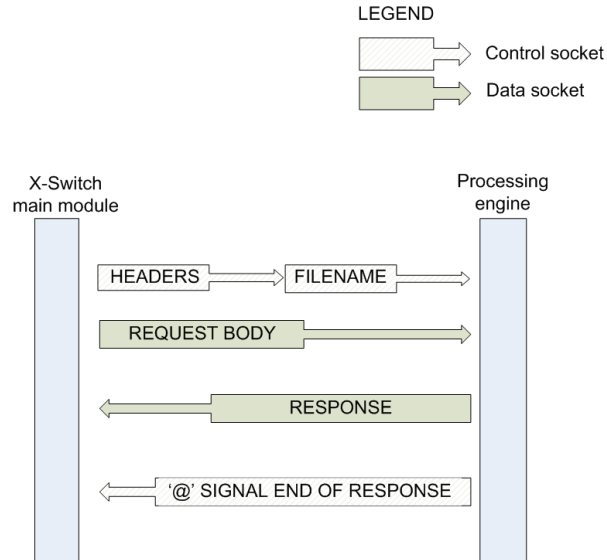 LEGEND
Control socket
Data socket
X-Switch
main module
Processing
engine
HEADERS
FILENAME
REQUEST BODY
RESPONSE
‘@’ SIGNAL END OF RESPONSE